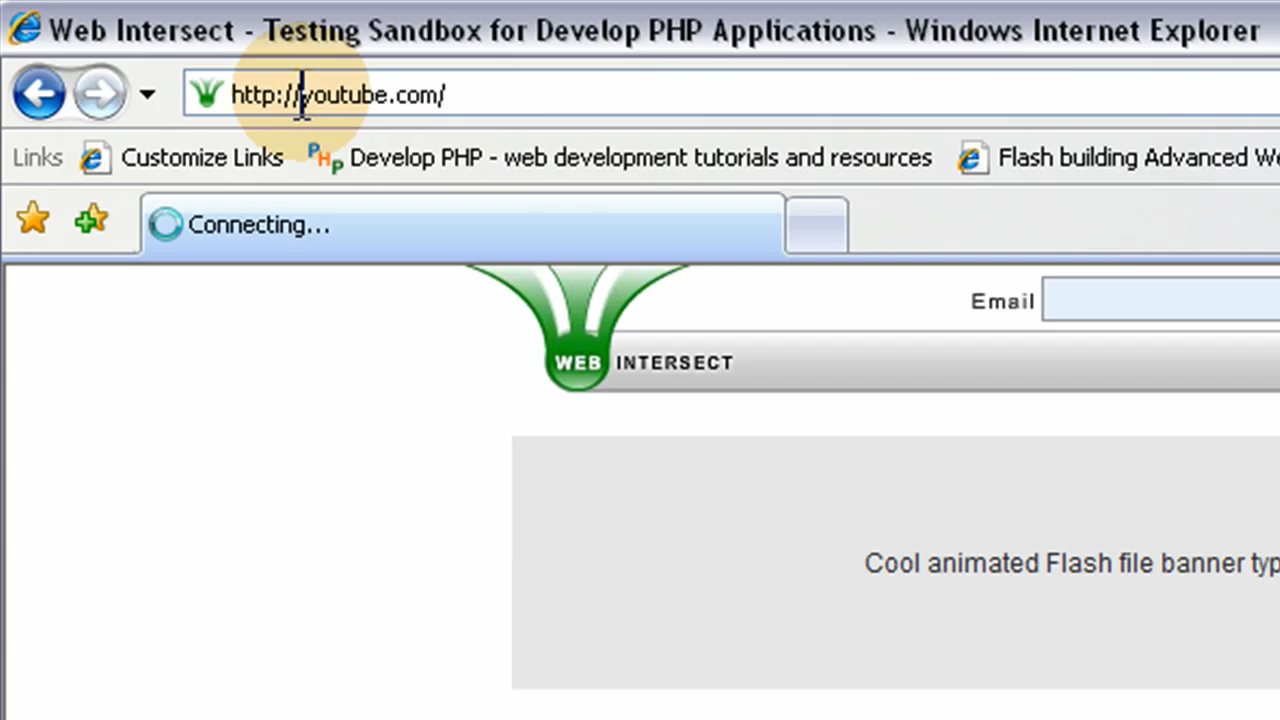 Web Intersect - Testing Sandbox for Develop PHP Applications - Windows Internet Explorer
http://youtube.com/
Links Customize Links PHP Develop PHP - web development tutorials and resources Flash building Advanced We
Connecting...
Email
WEB INTERSECT
Cool animated Flash file banner typ